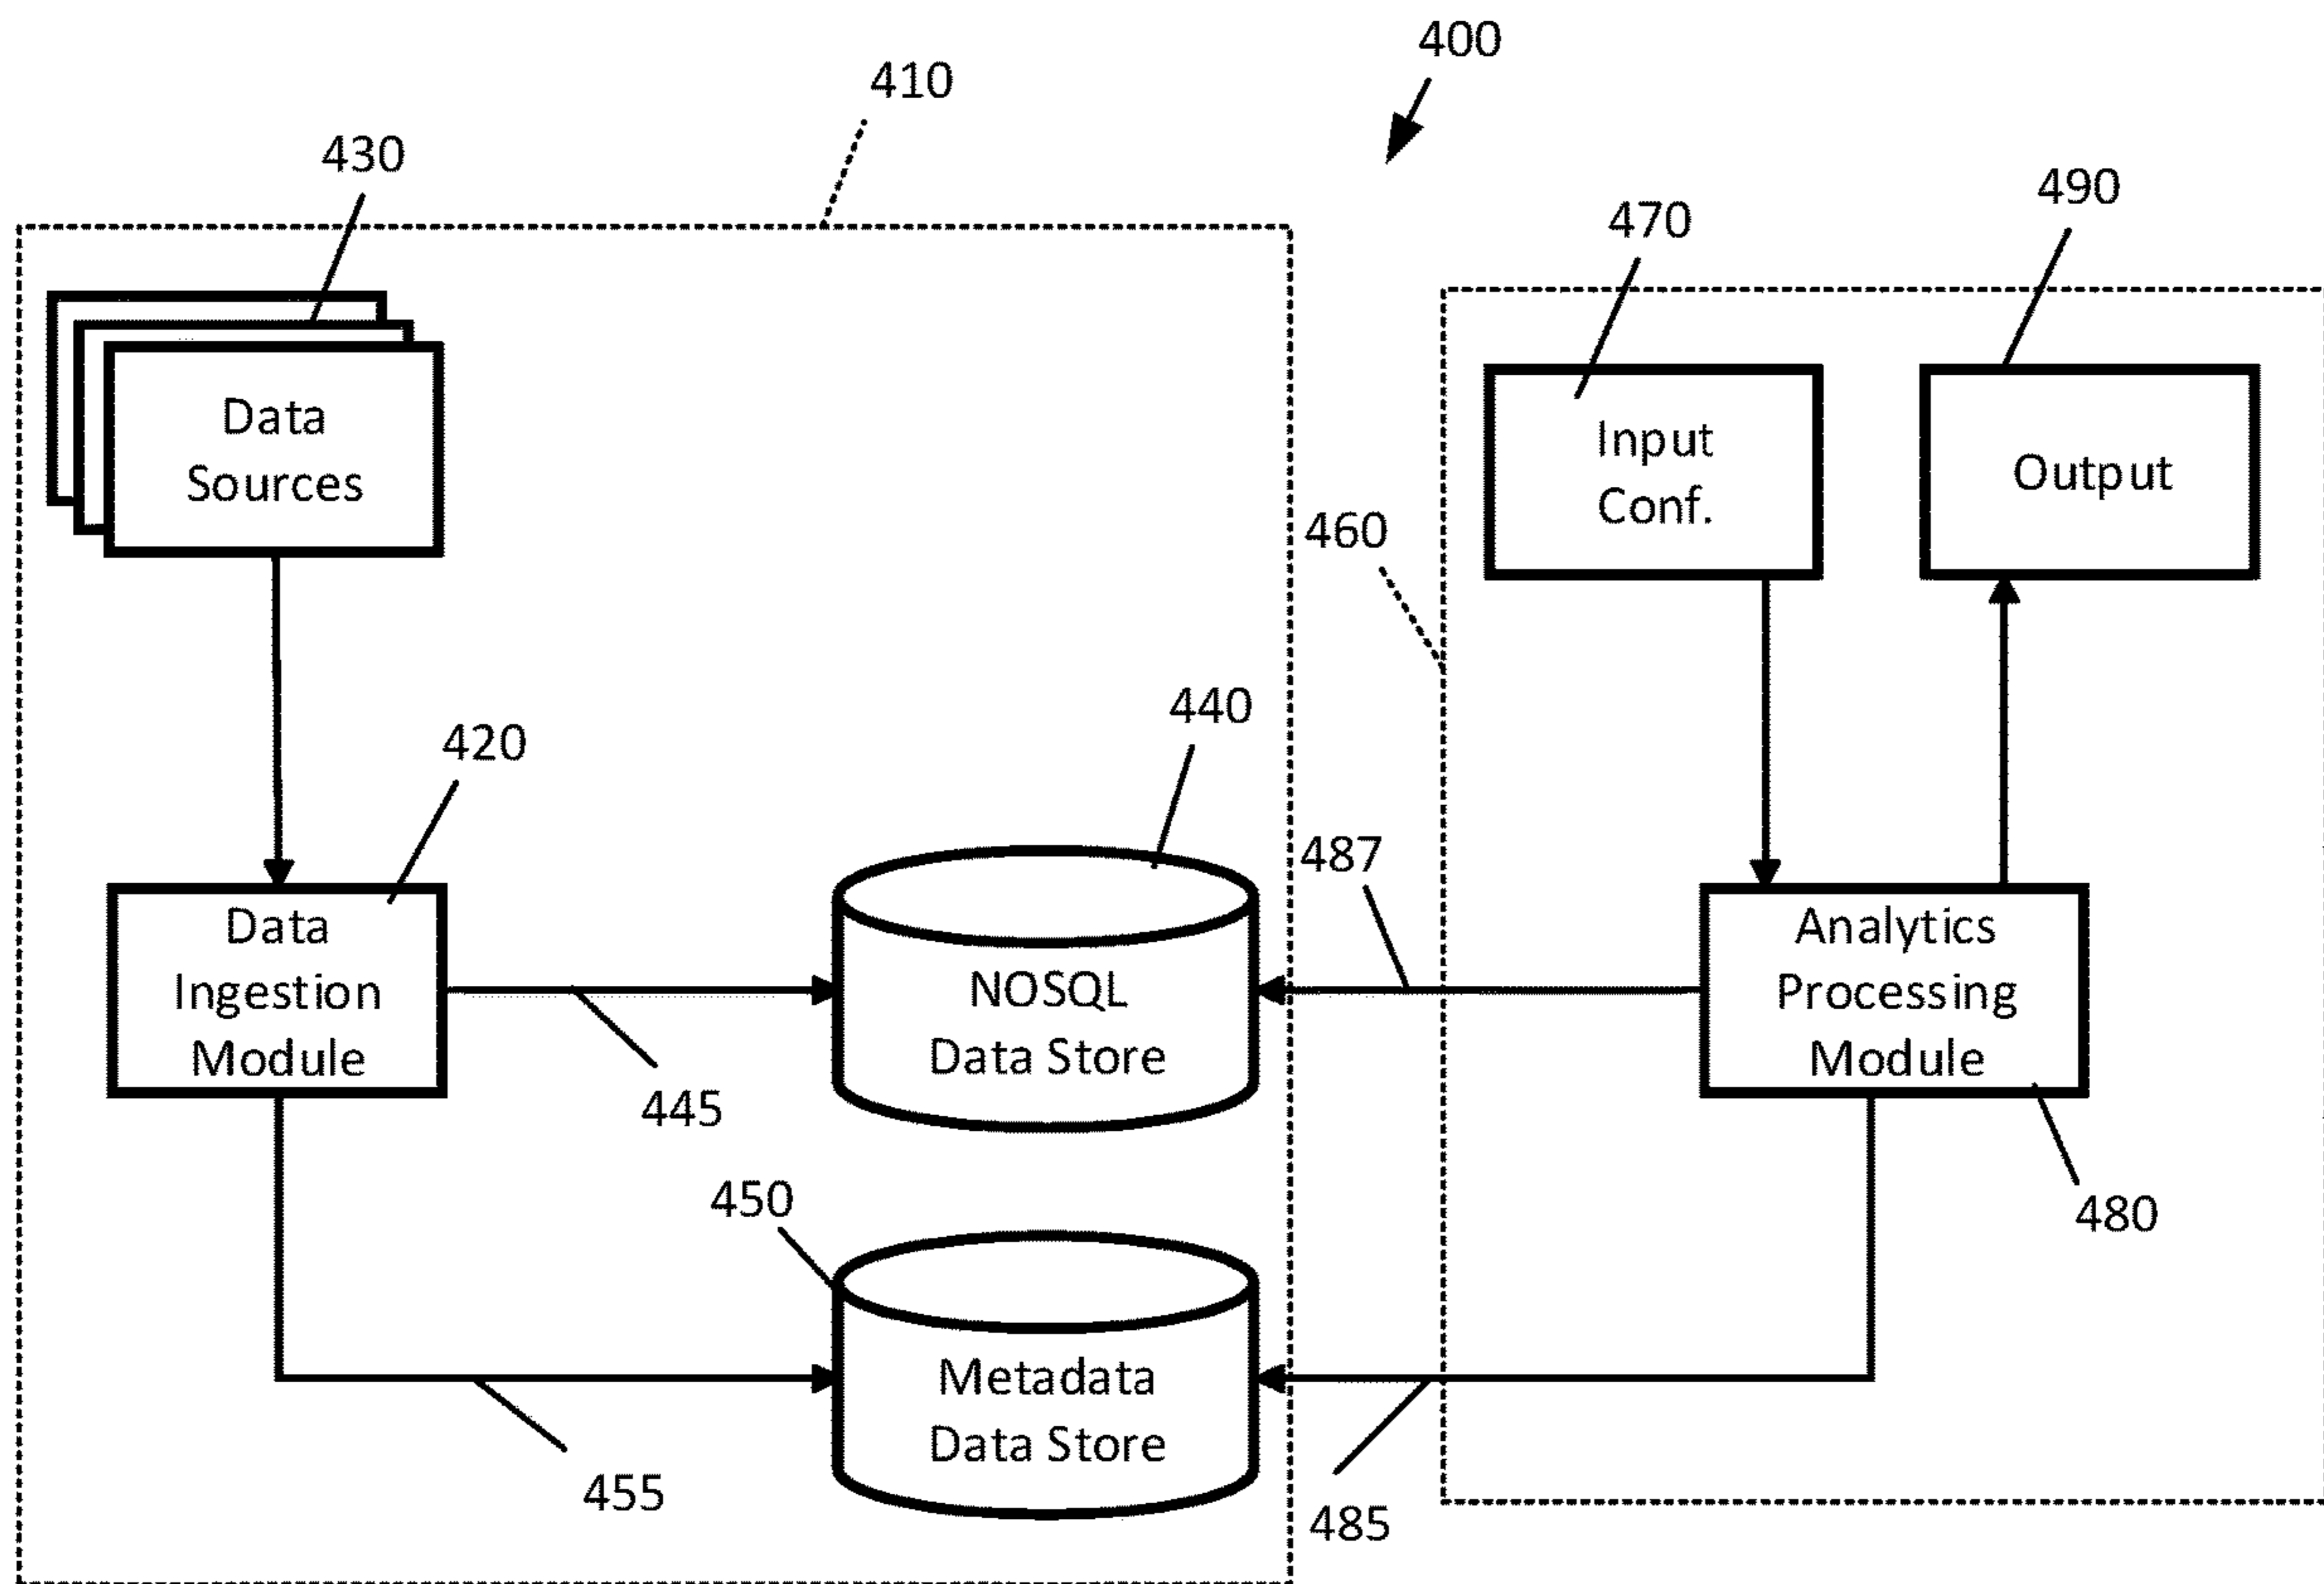 400
410
430
490
470
Data
Sources
Input
Conf.
Output
460
440
420
487
Data
Ingestion
Module
NOSQL
Data Store
Analytics
Processing
Module
445
450
480
Metadata
Data Store
455
485